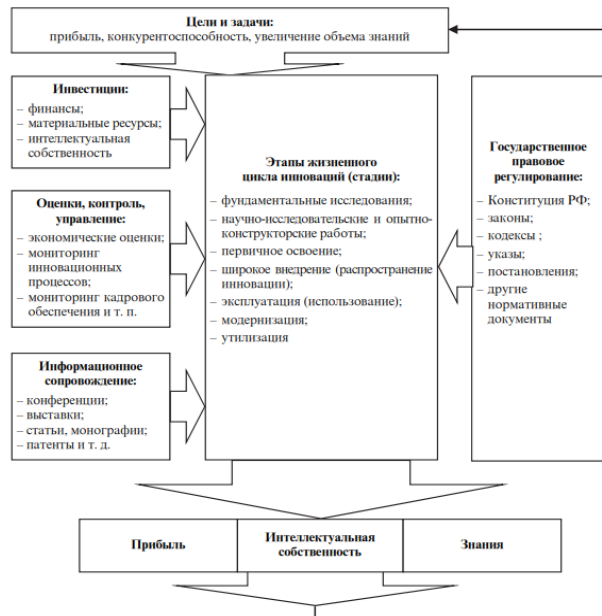 Цели и задачи:
прибыль, конкурентоспособность, увеличение объема знаний
Инвестиции:
– финансы;
– материальные ресурсы;
– интеллектуальная
собственность
Оценки, контроль,
управление:
– экономические оценки;
– мониторинг
инновационных
процессов;
– мониторинг кадрового
обеспечения и т. п.
Информационное
сопровождение:
– конференции;
– выставки;
– статьи, монографии;
– патенты и т. д.
Этапы жизненного
цикла инноваций (стадии):
– фундаментальные исследования;
– научно-исследовательские и опытно-
конструкторские работы;
– первичное освоение;
– широкое внедрение (распространение
инновации);
– эксплуатация (использование);
– модернизация;
– утилизация
Государственное
правовое
регулирование:
– Конституция РФ;
– законы;
– кодексы ;
– указы;
– постановления;
– другие
нормативные
документы
Прибыль
Интеллектуальная
собственность
Знания